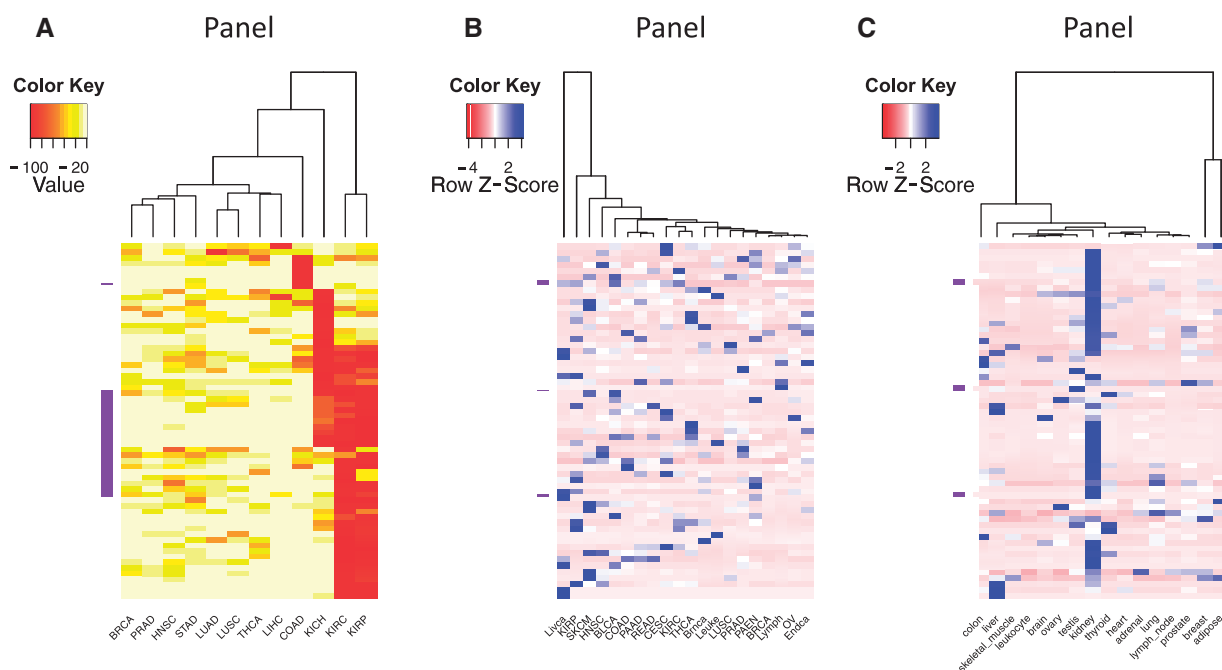 A Panel
B Panel
C Panel
Color Key
-100 -20
Value
Color Key
-4 2
Row Z-Score
Color Key
-2 2
Row Z-Score
BRCA PRAD HNSC STAD LUAD LUSC THCA LIHC COAD KICH KIRC KIRP
Livca KIRP SKCM HNSC BLCA COAD PAAD READ CESC KIRC THCA Brnca Leuke LUSC PRAD PAEN BRCA Lymph OV Endca
colon liver skeletal_muscle leukocyte brain ovary testis kidney thyroid heart adrenal lung lymph_node prostate breast adipose